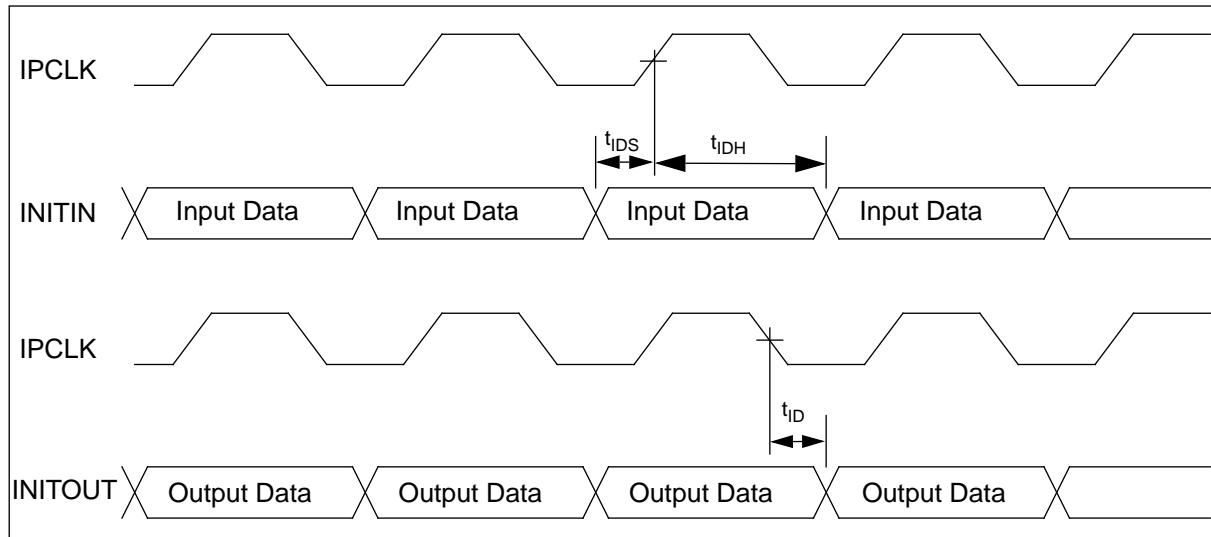 IPCLK
tIDS
tIDH
INITIN
Input Data
Input Data
Input Data
Input Data
IPCLK
tID
INITOUT
Output Data
Output Data
Output Data
Output Data